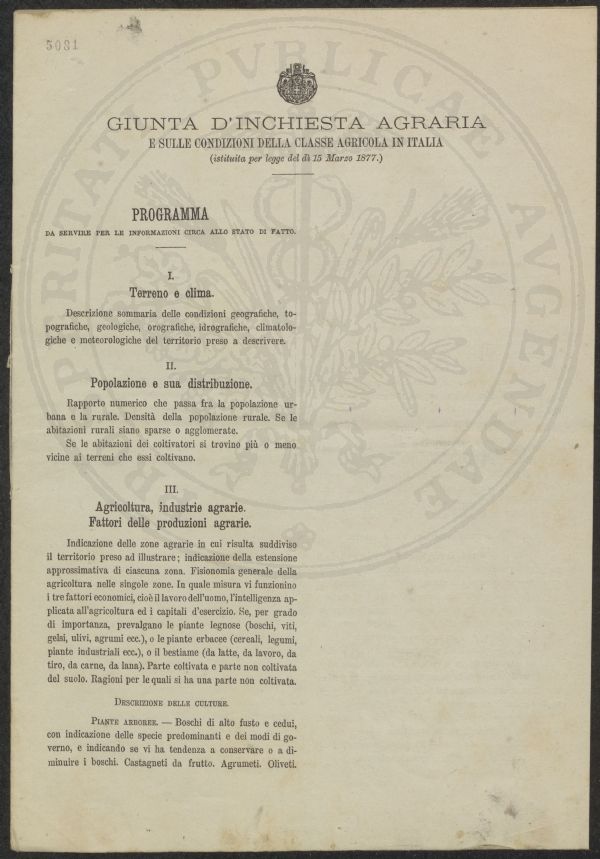 5031
PROSPERITATI PVBLICAE AVGENDAE
GIUNTA D'INCHIESTA AGRARIA
E SULLE CONDIZIONI DELLA CLASSE AGRICOLA IN ITALIA
(istituita per legge del dì 15 Marzo 1877.)
PROGRAMMA
DA SERVIRE PER LE INFORMAZIONI CIRCA ALLO STATO DI FATTO.
I.
Terreno e clima.
Descrizione sommaria delle condizioni geografiche, to-
pografiche, geologiche, orografiche, idrografiche, climatolo-
giche e meteorologiche del territorio preso a descrivere.
II.
Popolazione e sua distribuzione.
Rapporto numerico che passa fra la popolazione ur-
bana e la rurale. Densità della popolazione rurale. Se le
abitazioni rurali siano sparse o agglomerate.
Se le abitazioni dei coltivatori si trovino più o meno
vicine ai terreni che essi coltivano.
III.
Agricoltura, industrie agrarie.
Fattori delle produzioni agrarie.
Indicazione delle zone agrarie in cui risulta suddiviso
il territorio preso ad illustrare; indicazione della estensione
approssimativa di ciascuna zona. Fisionomia generale della
agricoltura nelle singole zone. In quale misura vi funzionino
i tre fattori economici, cioè il lavoro dell'uomo, l'intelligenza ap-
plicata all'agricoltura ed i capitali d'esercizio. Se, per grado
di importanza, prevalgano le piante legnose (boschi, viti,
gelsi, ulivi, agrumi ecc.), o le piante erbacee (cereali, legumi,
piante industriali ecc.), o il bestiame (da latte, da lavoro, da
tiro, da carne, da lana). Parte coltivata e parte non coltivata
del suolo. Ragioni per le quali si ha una parte non coltivata.
DESCRIZIONE DELLE CULTURE.
PIANTE ARBOREE. — Boschi di alto fusto e cedui,
con indicazione delle specie predominanti e dei modi di go-
verno, e indicando se vi ha tendenza a conservare o a di-
minuire i boschi. Castagneti da frutto. Agrumeti. Oliveti.